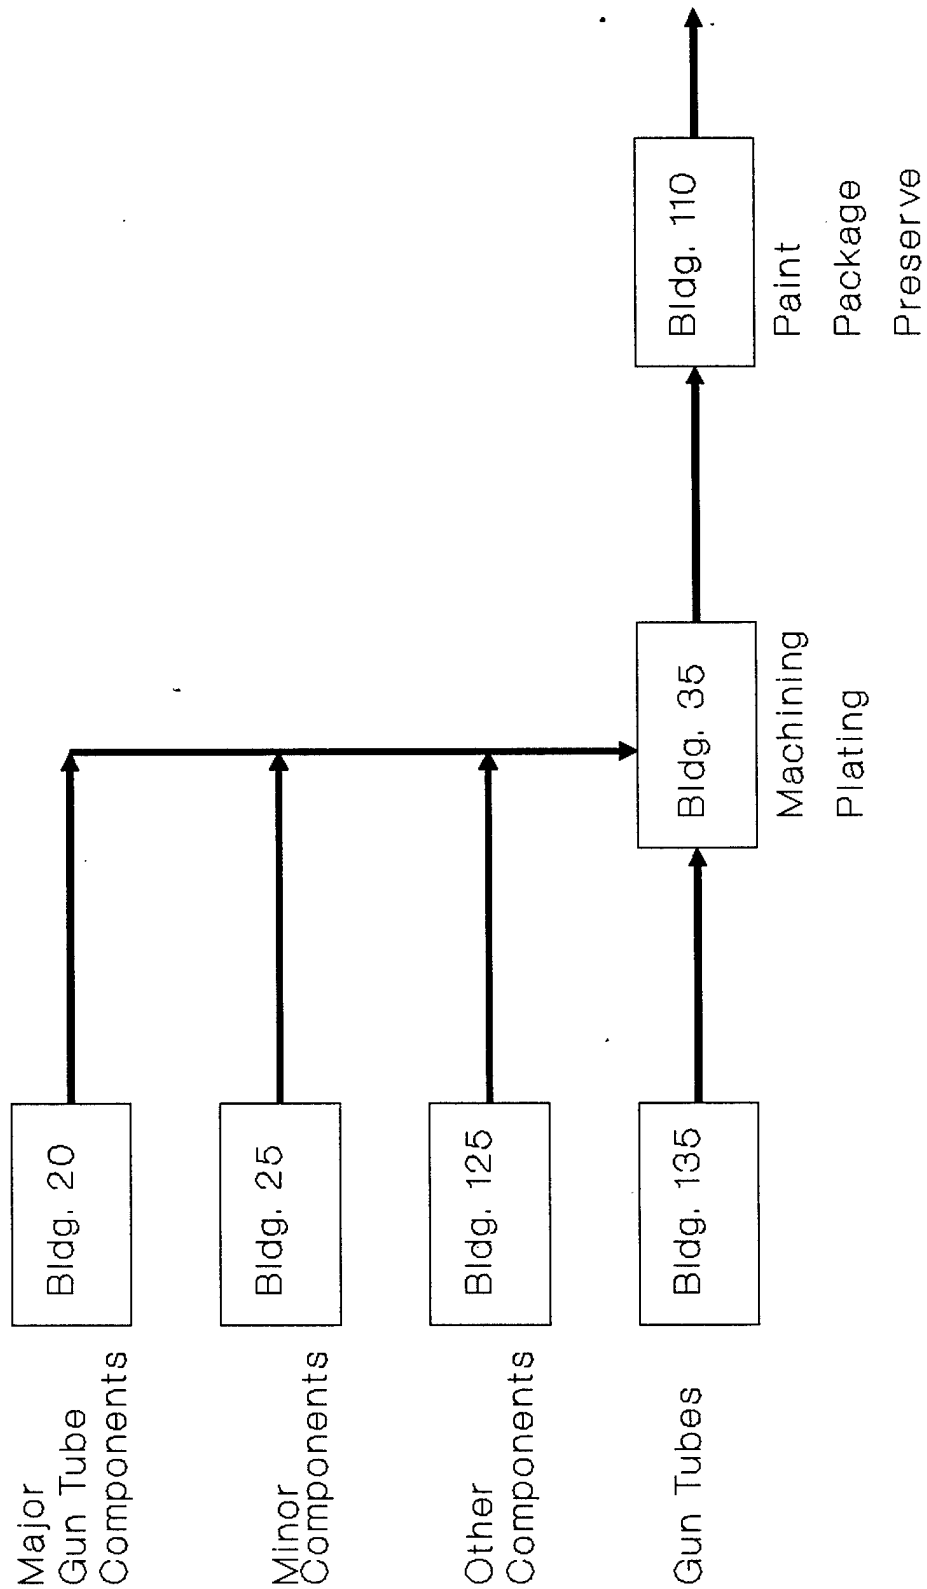 Major
Gun Tube
Components
Bldg. 20
Minor
Components
Bldg. 25
Other
Components
Bldg. 125
Gun Tubes
Bldg. 135
Bldg. 35
Machining
Plating
Bldg. 110
Paint
Package
Preserve